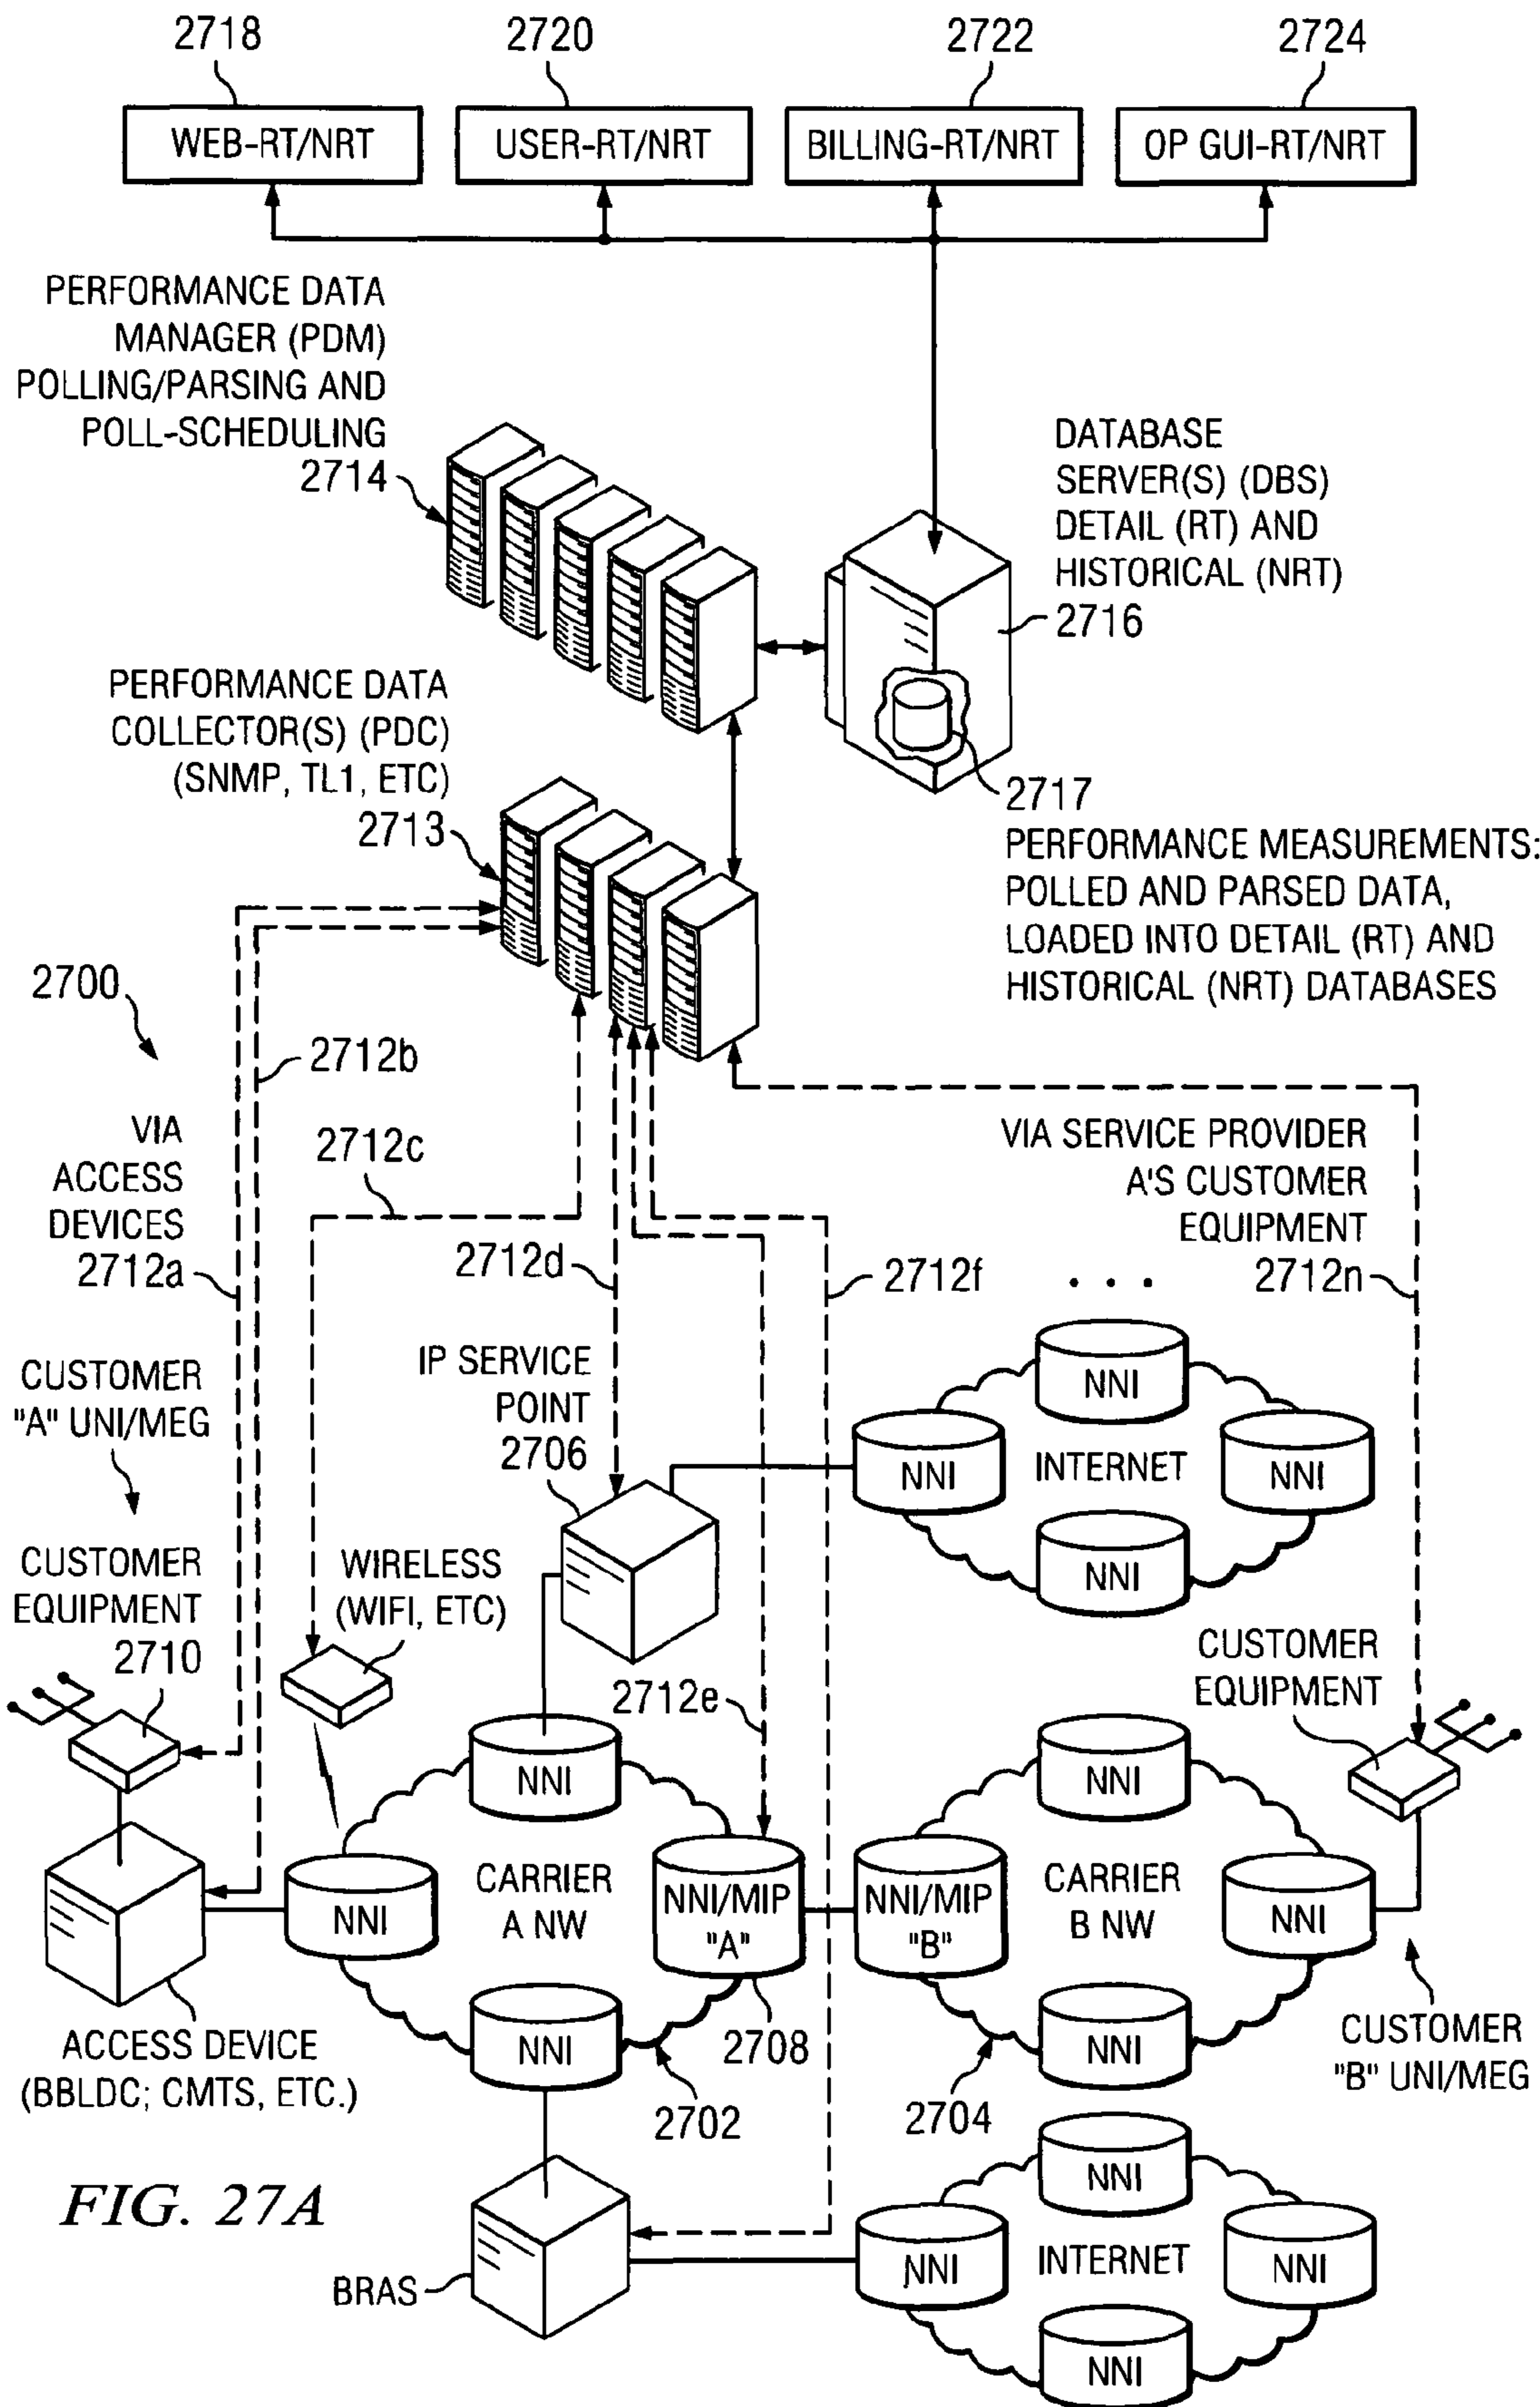 2718
2720
2722
2724
WEB-RT/NRT
USER-RT/NRT
BILLING-RT/NRT
OP GUI-RT/NRT
PERFORMANCE DATA
MANAGER (PDM)
POLLING/PARSING AND
POLL-SCHEDULING
2714
DATABASE
SERVER(S) (DBS)
DETAIL (RT) AND
HISTORICAL (NRT)
2716
PERFORMANCE DATA
COLLECTOR(S) (PDC)
(SNMP, TL1, ETC)
2713
2717
PERFORMANCE MEASUREMENTS:
POLLED AND PARSED DATA,
LOADED INTO DETAIL (RT) AND
HISTORICAL (NRT) DATABASES
2700
2712b
VIA
ACCESS
DEVICES
2712a
2712c
2712d
2712f
. . .
VIA SERVICE PROVIDER
A'S CUSTOMER
EQUIPMENT
2712n
CUSTOMER
"A" UNI/MEG
IP SERVICE
POINT
2706
NNI
NNI
INTERNET
NNI
NNI
CUSTOMER
EQUIPMENT
2710
WIRELESS
(WIFI, ETC)
2712e
CUSTOMER
EQUIPMENT
NNI
NNI
CARRIER
A NW
NNI/MIP
"A"
NNI
2708
2702
NNI
NNI/MIP
"B"
CARRIER
B NW
NNI
NNI
2704
ACCESS DEVICE
(BBLDC; CMTS, ETC.)
CUSTOMER
"B" UNI/MEG
BRAS
NNI
NNI
INTERNET
NNI
NNI
FIG. 27A